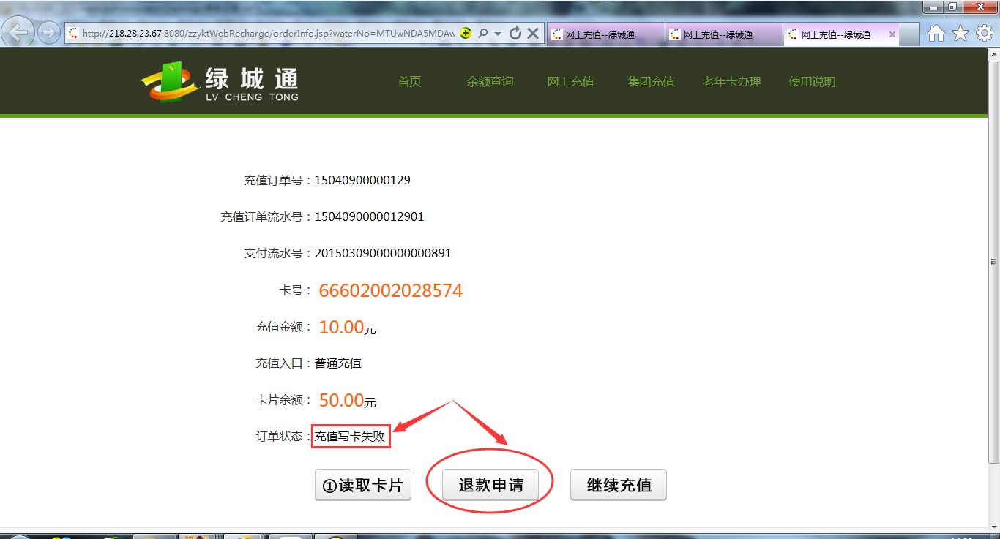 http://218.28.23.67:8080/zzyktWebRecharge/orderInfo.jsp?waterNo=MTUwNDA5MDAw
网上充值--绿城通
网上充值--绿城通
网上充值--绿城通
绿城通
LV CHENG TONG
首页
余额查询
网上充值
集团充值
老年卡办理
使用说明
充值订单号：15040900000129
充值订单流水号：1504090000012901
支付流水号：20150309000000000891
卡号：66602002028574
充值金额：10.00元
充值入口：普通充值
卡片余额：50.00元
订单状态：充值写卡失败
①读取卡片
退款申请
继续充值